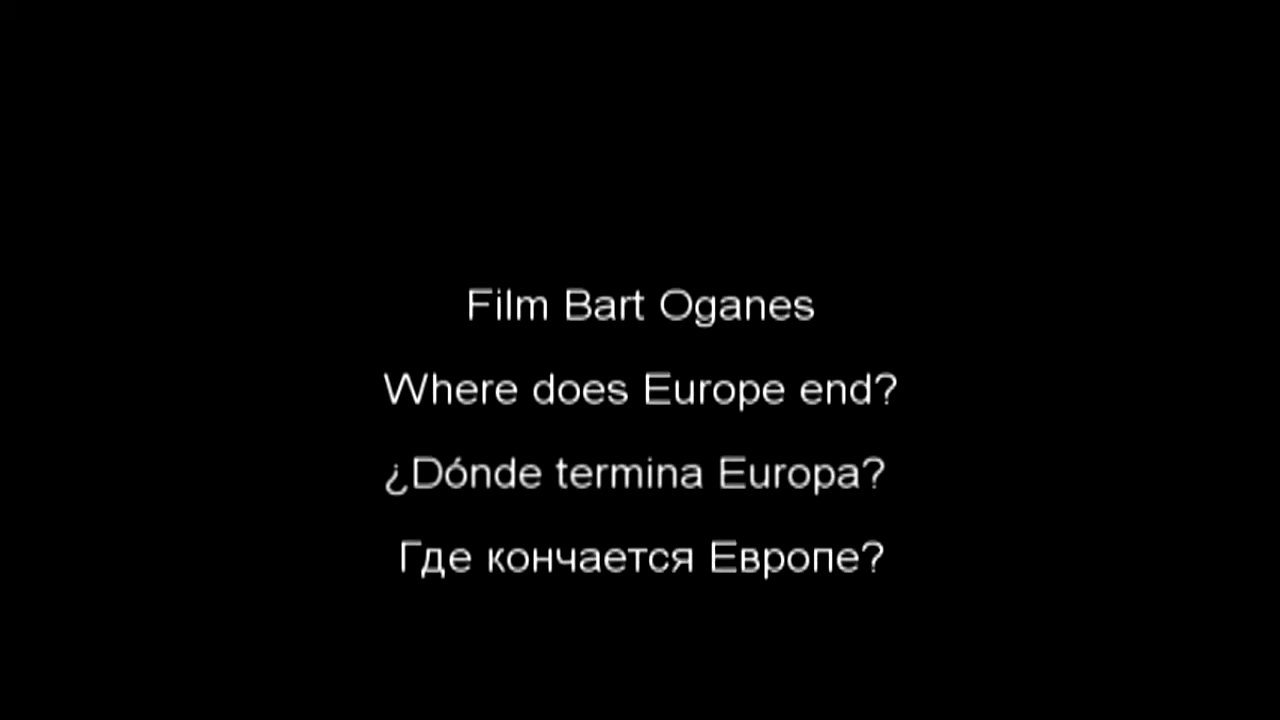 Film Bart Oganes
Where does Europe end?
¿Dónde termina Europa?
Где кончается Европе?